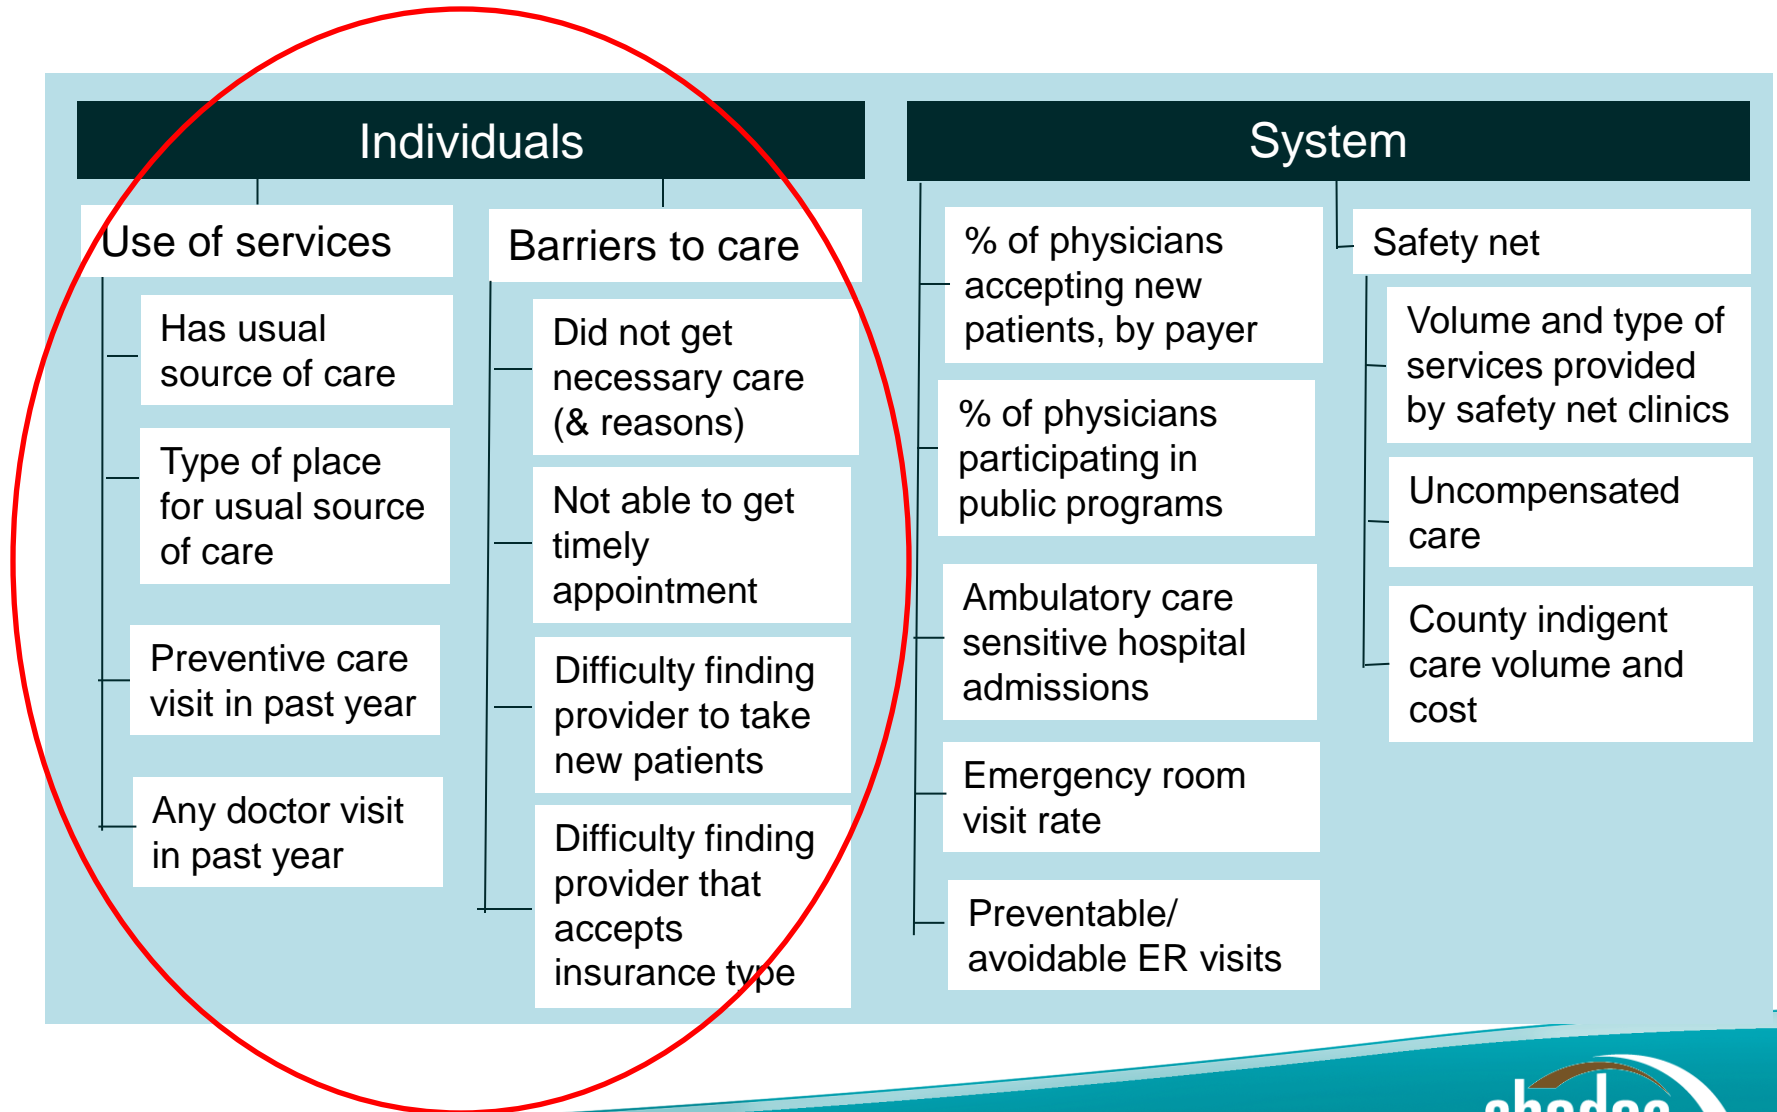 Individuals
Use of services
Has usual
source of care
Type of place
for usual source
of care
Preventive care
visit in past year
Any doctor visit
in past year
Barriers to care
Did not get
necessary care
(& reasons)
Not able to get
timely
appointment
Difficulty finding
provider to take
new patients
Difficulty finding
provider that
accepts
insurance type
System
% of physicians
accepting new
patients, by payer
% of physicians
participating in
public programs
Ambulatory care
sensitive hospital
admissions
Emergency room
visit rate
Preventable/
avoidable ER visits
Safety net
Volume and type of
services provided
by safety net clinics
Uncompensated
care
County indigent
care volume and
cost